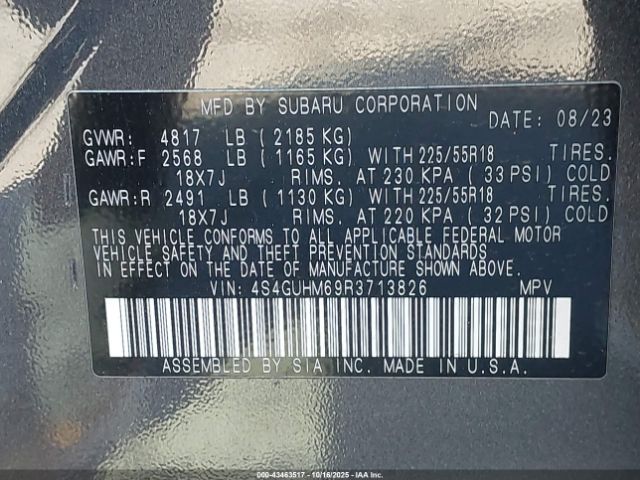 MFD BY SUBARU CORPORATION
DATE: 08/23
GVWR: 4817 LB ( 2185 KG)
GAWR:F 2568 LB ( 1165 KG) WITH 225/55R18 TIRES.
18X7J RIMS, AT 230 KPA ( 33 PSI) COLD
GAWR:R 2491 LB ( 1130 KG) WITH 225/55R18 TIRES.
18X7J RIMS, AT 220 KPA ( 32 PSI) COLD
THIS VEHICLE CONFORMS TO ALL APPLICABLE FEDERAL MOTOR
VEHICLE SAFETY AND THEFT PREVENTION STANDARDS
IN EFFECT ON THE DATE OF MANUFACTURE SHOWN ABOVE.
VIN: 4S4GUHM69R3713826 MPV
ASSEMBLED BY SIA INC. MADE IN U.S.A.
000-43463517 - 10/16/2025 - www.iaai.com